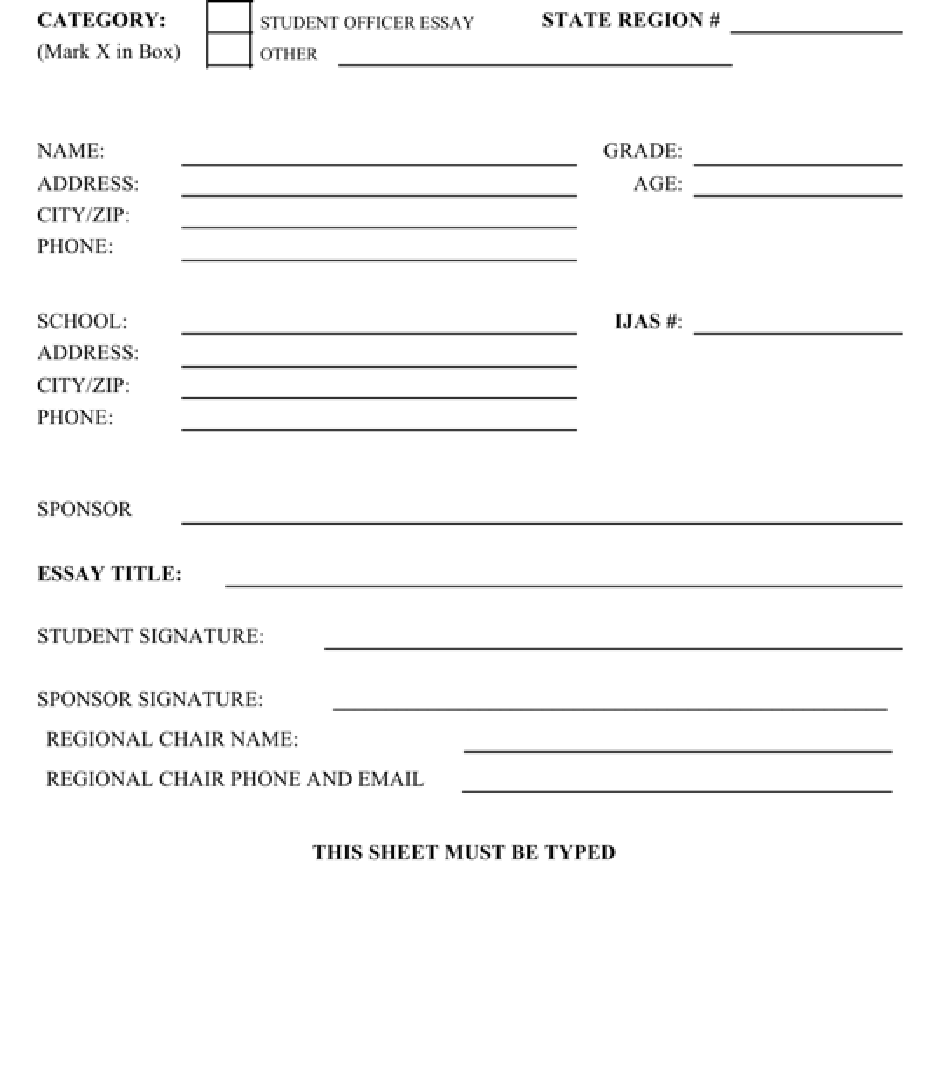 CATEGORY: STUDENT OFFICER ESSAY STATE REGION #
(Mark X in Box) OTHER
NAME: GRADE:
ADDRESS: AGE:
CITY/ZIP:
PHONE:
SCHOOL: IJAS #:
ADDRESS:
CITY/ZIP:
PHONE:
SPONSOR
ESSAY TITLE:
STUDENT SIGNATURE:
SPONSOR SIGNATURE:
REGIONAL CHAIR NAME:
REGIONAL CHAIR PHONE AND EMAIL
THIS SHEET MUST BE TYPED